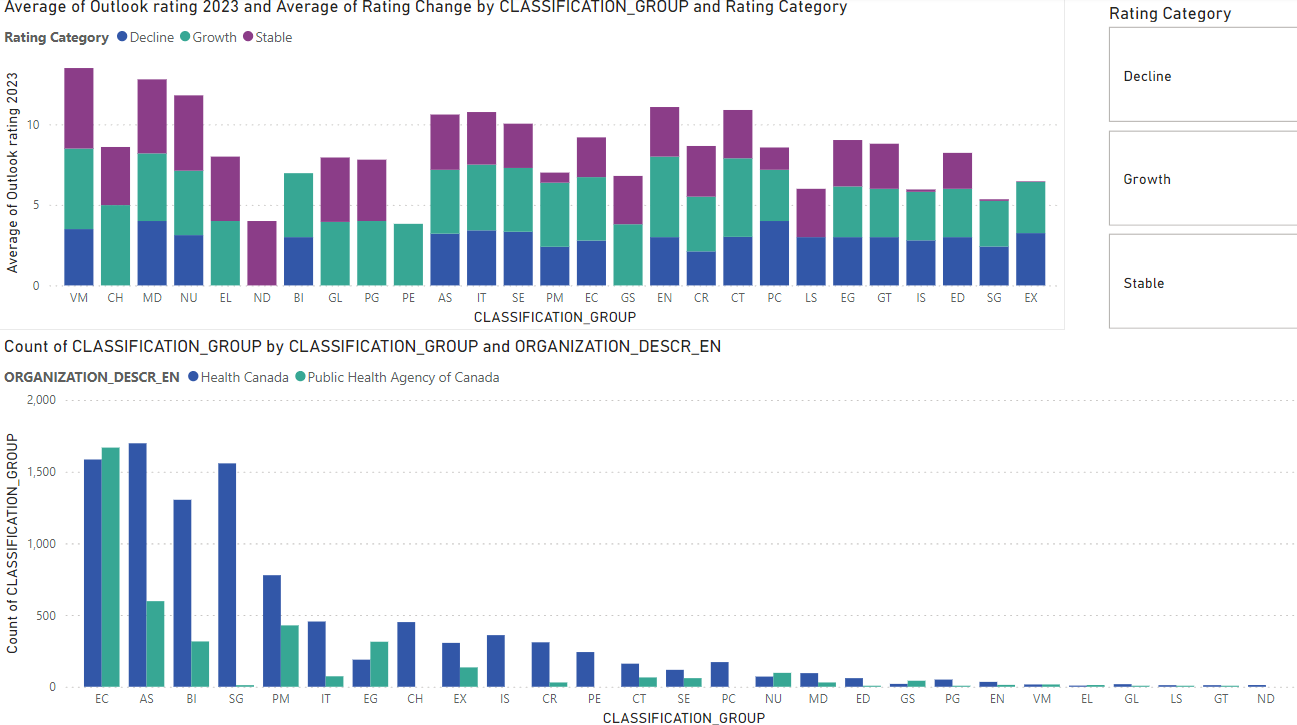 Average of Outlook rating 2023 and Average of Rating Change by CLASSIFICATION_GROUP and Rating Category
Rating Category Decline Growth Stable
Average of Outlook rating 2023
10
5
0
VM CH MD NU EL ND BI GL PG PE AS IT SE PM EC GS EN CR CT PC LS EG GT IS ED SG EX
CLASSIFICATION_GROUP
Rating Category
Decline
Growth
Stable
Count of CLASSIFICATION_GROUP by CLASSIFICATION_GROUP and ORGANIZATION_DESCR_EN
ORGANIZATION_DESCR_EN Health Canada Public Health Agency of Canada
Count of CLASSIFICATION_GROUP
2,000
1,500
1,000
500
0
EC AS BI SG PM IT EG CH EX IS CR PE CT SE PC NU MD ED GS PG EN VM EL GL LS GT ND
CLASSIFICATION_GROUP